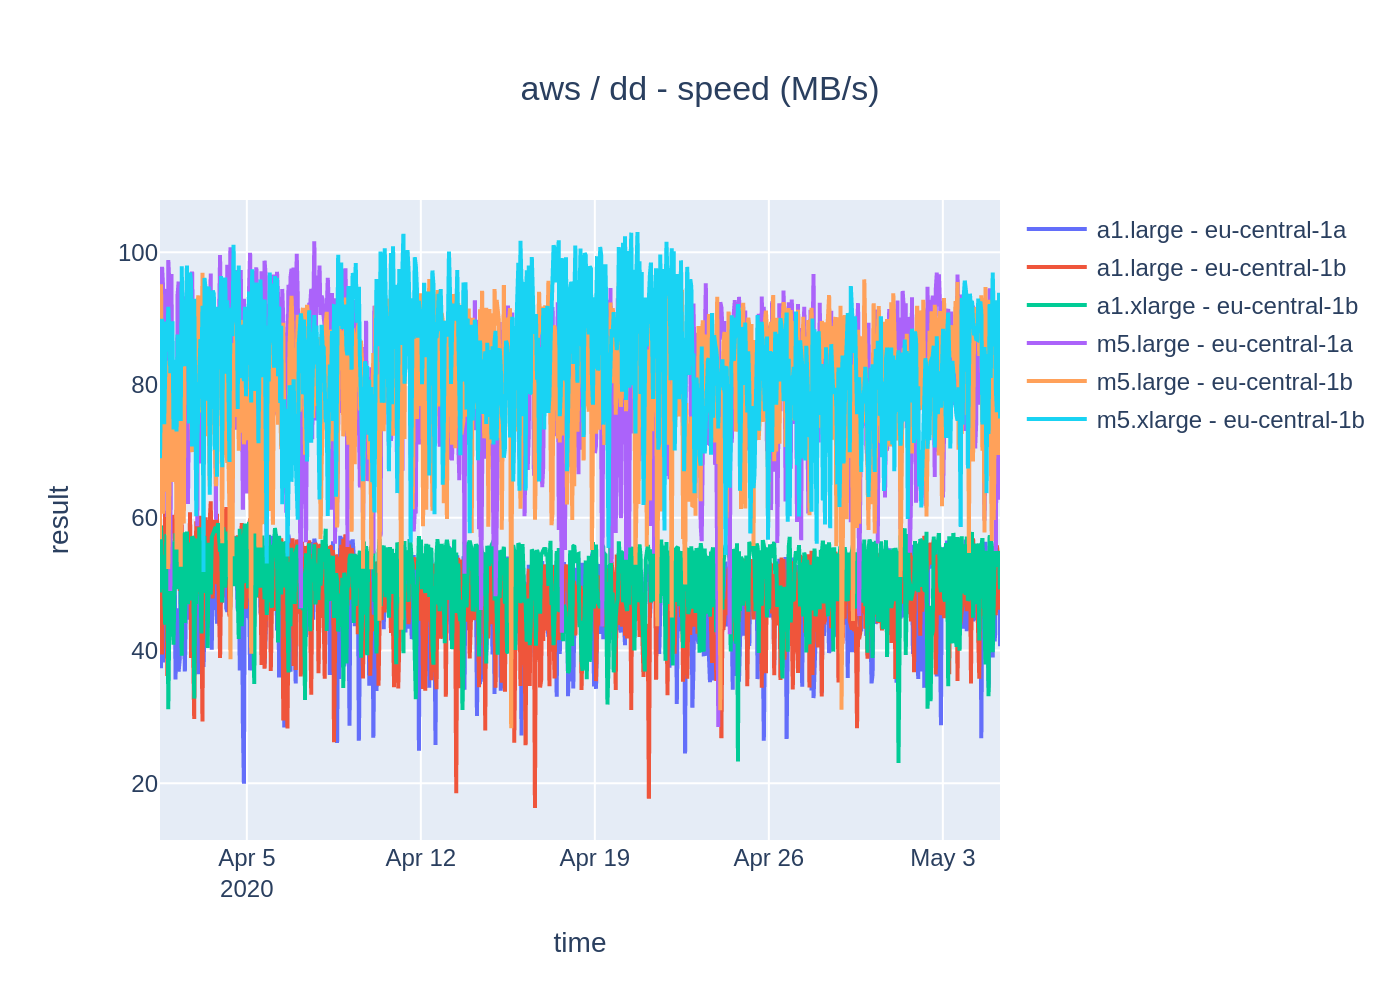 aws / dd - speed (MB/s)
100
80
60
40
20
result
Apr 5
2020
Apr 12
Apr 19
Apr 26
May 3
time
a1.large - eu-central-1a
a1.large - eu-central-1b
a1.xlarge - eu-central-1b
m5.large - eu-central-1a
m5.large - eu-central-1b
m5.xlarge - eu-central-1b